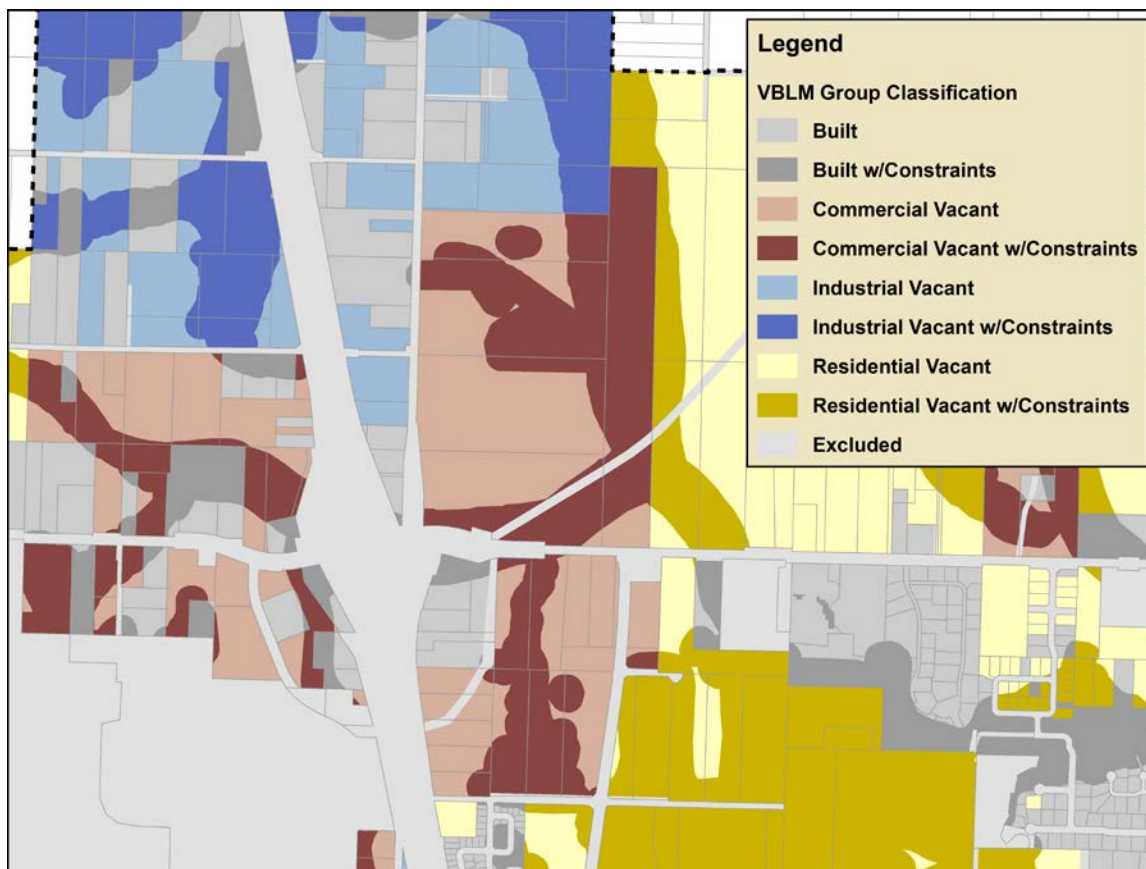 Legend
VBLM Group Classification
Built
Built w/Constraints
Commercial Vacant
Commercial Vacant w/Constraints
Industrial Vacant
Industrial Vacant w/Constraints
Residential Vacant
Residential Vacant w/Constraints
Excluded